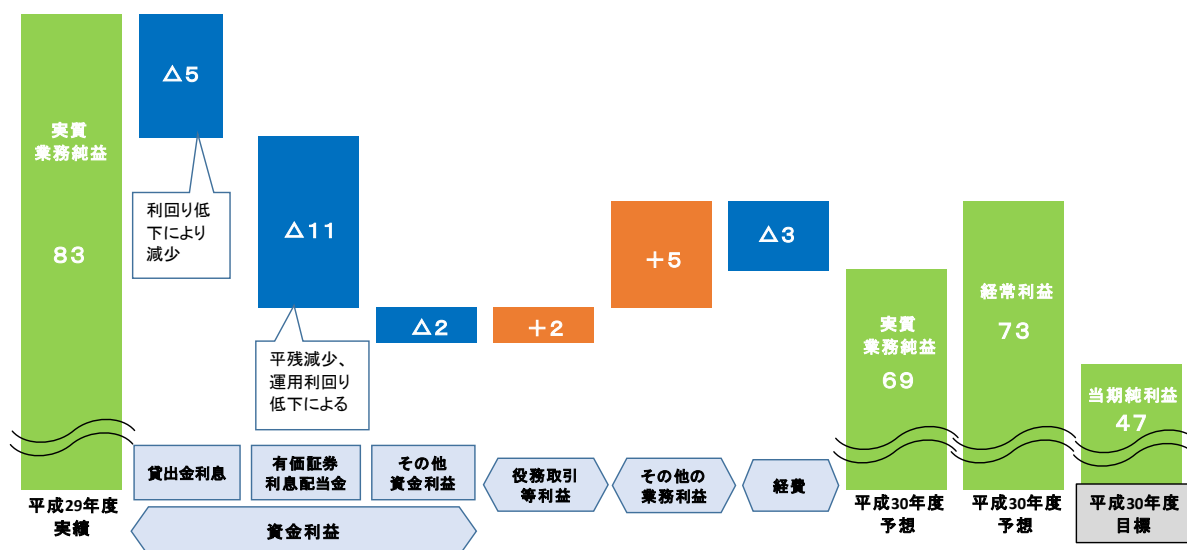 実質
業務純益
83
△5
利回り低
下により
減少
△11
平残減少、
運用利回り
低下による
△2
＋2
＋5
△3
実質
業務純益
69
経常利益
73
当期純利益
47
貸出金利息
有価証券
利息配当金
その他
資金利益
役務取引
等利益
その他の
業務利益
経費
資金利益
平成29年度
実績
平成30年度
予想
平成30年度
予想
平成30年度
目標